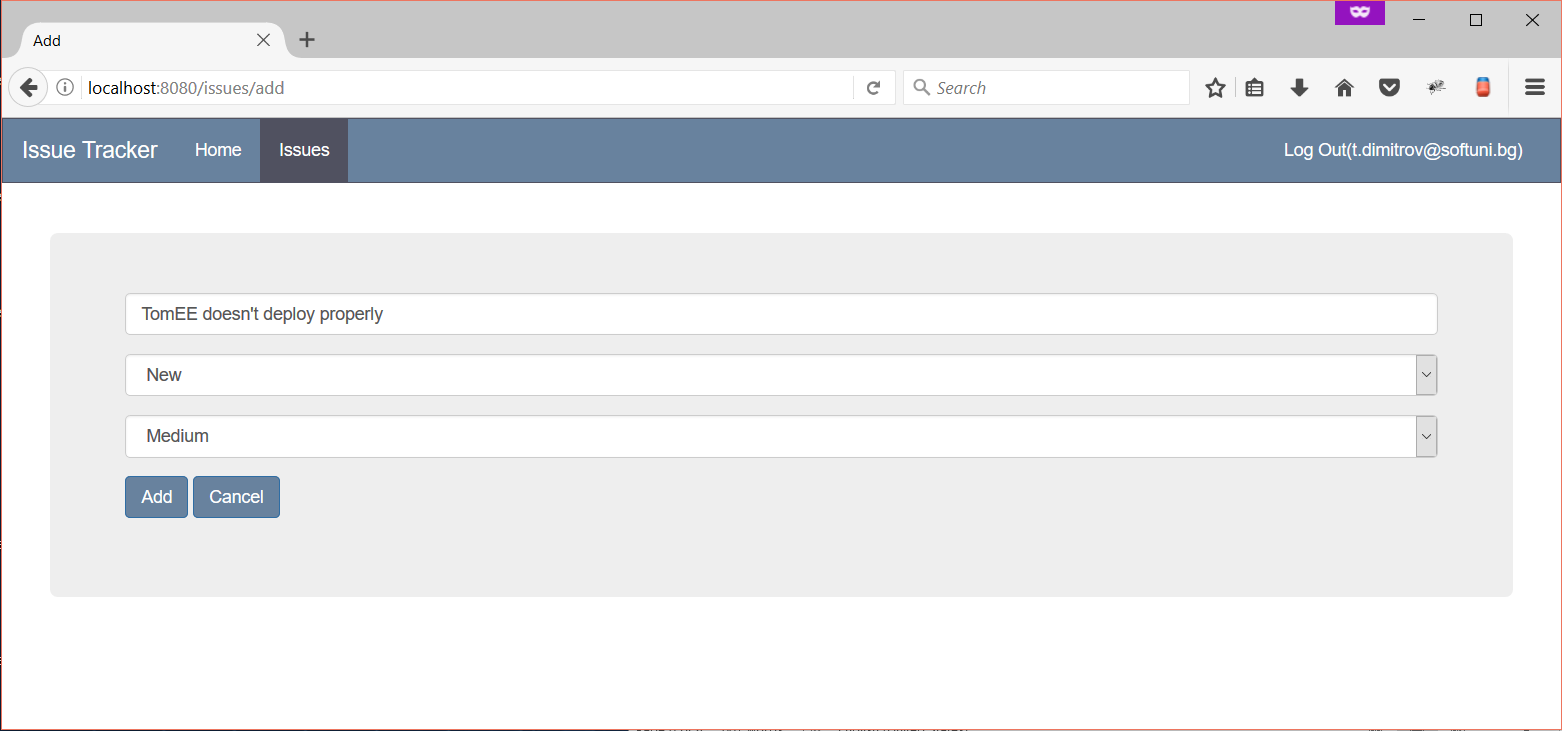 Add
localhost:8080/issues/add
Search
Issue Tracker Home Issues Log Out(t.dimitrov@softuni.bg)
TomEE doesn't deploy properly
New
Medium
Add Cancel